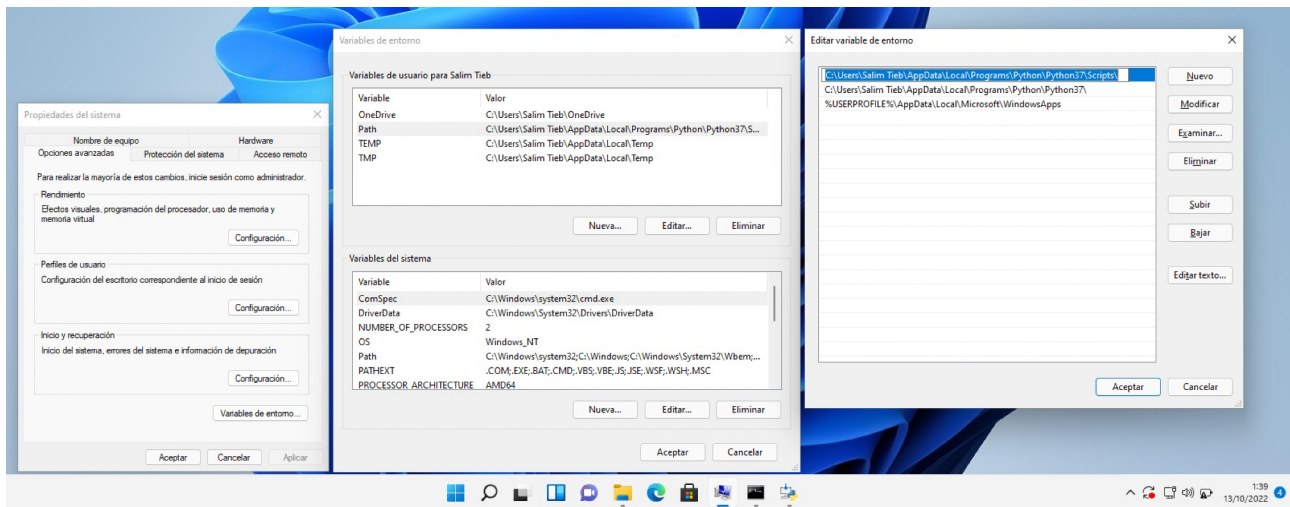 Propiedades del sistema
Nombre de equipo
Hardware
Opciones avanzadas
Protección del sistema
Acceso remoto
Para realizar la mayoría de estos cambios, inicie sesión como administrador.
Rendimiento
Efectos visuales, programación del procesador, uso de memoria y
memoria virtual
Configuración...
Perfiles de usuario
Configuración del escritorio correspondiente al inicio de sesión
Configuración...
Inicio y recuperación
Inicio del sistema, errores del sistema e información de depuración
Configuración...
Variables de entorno...
Aceptar
Cancelar
Aplicar
Variables de entorno
Variables de usuario para Salim Tieb
Variable Valor
OneDrive C:\Users\Salim Tieb\OneDrive
Path C:\Users\Salim Tieb\AppData\Local\Programs\Python\Python37\S...
TEMP C:\Users\Salim Tieb\AppData\Local\Temp
TMP C:\Users\Salim Tieb\AppData\Local\Temp
Nueva...
Editar...
Eliminar
Variables del sistema
Variable Valor
ComSpec C:\Windows\system32\cmd.exe
DriverData C:\Windows\System32\Drivers\DriverData
NUMBER_OF_PROCESSORS 2
OS Windows_NT
Path C:\Windows\system32;C:\Windows;C:\Windows\System32\Wbem;...
PATHEXT .COM;.EXE;.BAT;.CMD;.VBS;.VBE;.JS;.JSE;.WSF;.WSH;.MSC
PROCESSOR_ARCHITECTURE AMD64
Nueva...
Editar...
Eliminar
Aceptar
Cancelar
Editar variable de entorno
C:\Users\Salim Tieb\AppData\Local\Programs\Python\Python37\Scripts\
C:\Users\Salim Tieb\AppData\Local\Programs\Python\Python37\
%USERPROFILE%\AppData\Local\Microsoft\WindowsApps
Nuevo
Modificar
Examinar...
Eliminar
Subir
Bajar
Editar texto...
Aceptar
Cancelar
1:39
13/10/2022
4